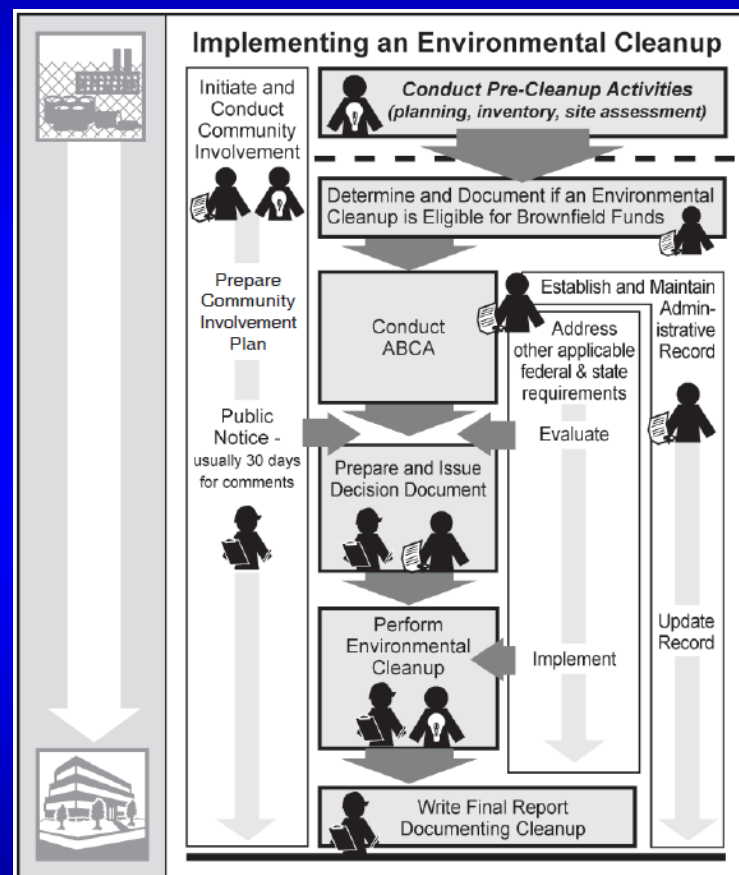 Implementing an Environmental Cleanup
Initiate and
Conduct
Community
Involvement
Prepare
Community
Involvement
Plan
Public
Notice -
usually 30 days
for comments
Conduct Pre-Cleanup Activities
(planning, inventory, site assessment)
Determine and Document if an Environmental
Cleanup is Eligible for Brownfield Funds
Conduct
ABCA
Prepare and Issue
Decision Document
Perform
Environmental
Cleanup
Write Final Report
Documenting Cleanup
Address
other applicable
federal & state
requirements
Evaluate
Implement
Establish and Maintain
Admin-
istrative
Record
Update
Record